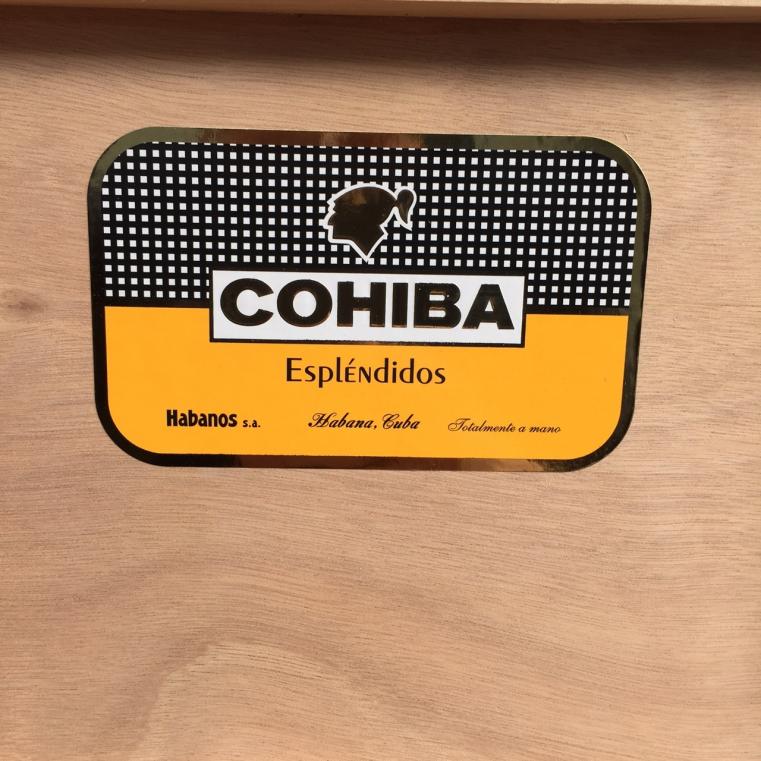 COHIBA
Espléndidos
Habanos s.a. Habana, Cuba Totalmente a mano